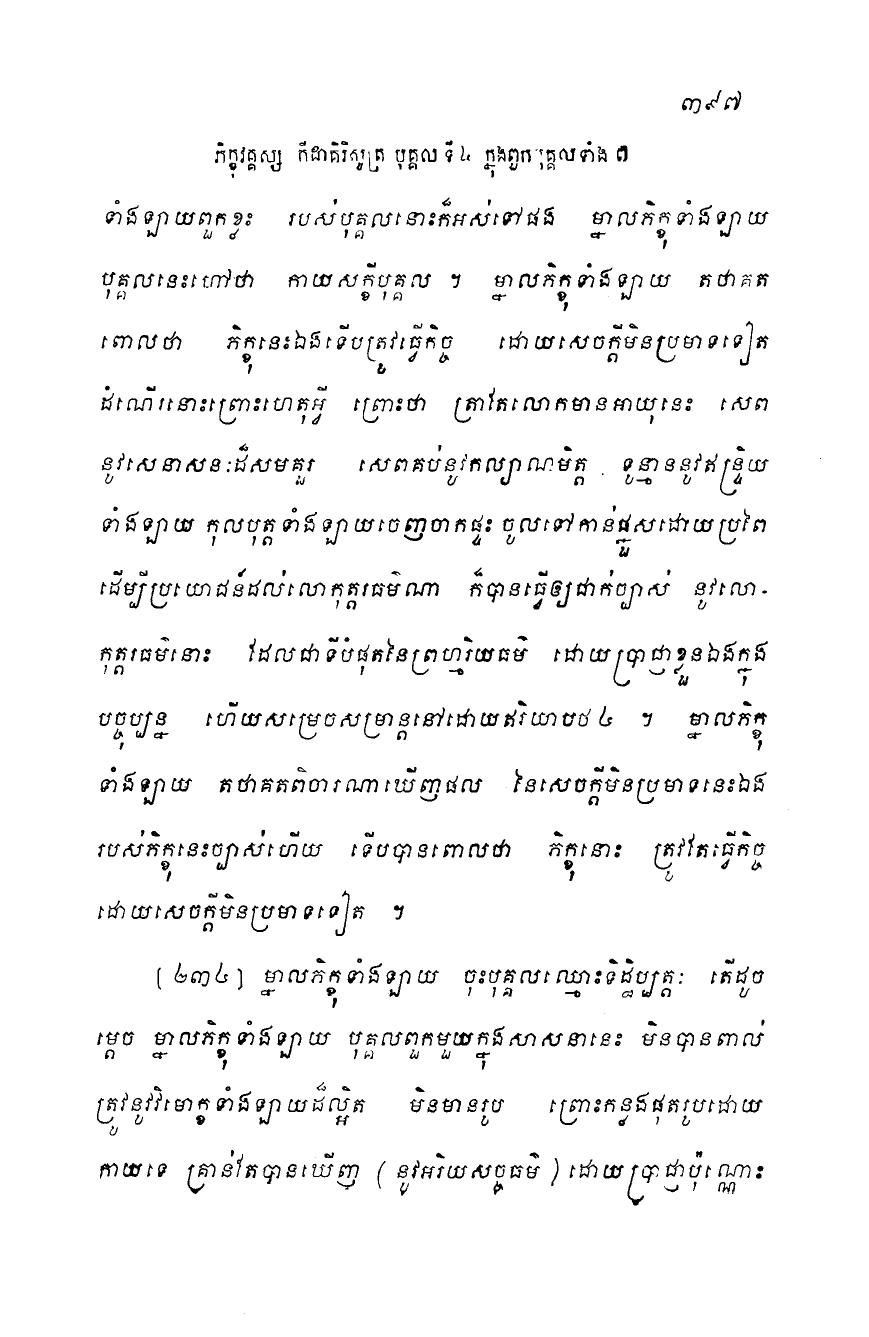 ៣៩៧
ភិក្ខុវគ្គស្ស កីដាគិរិសូត្រ បុគ្គល ទី ៤ ក្នុងពួកបុគ្គលទាំង ៧
ទាំងឡាយពួកខ្លះ របស់បុគ្គលនោះក៏អស់ទៅផង ម្នាលភិក្ខុទាំងឡាយ
បុគ្គលនេះហៅថា កាយសក្ខីបុគ្គល ។ ម្នាលភិក្ខុទាំងឡាយ តថាគត
ពោលថា ភិក្ខុនេះឯងទើបត្រូវធ្វើកិច្ច ដោយសេចក្តីមិនប្រមាទទៀត
ដំណើរនោះព្រោះហេតុអ្វី ព្រោះថា ត្រាតែលោកមានអាយុនេះ សេព
នូវសេនាសនៈដ៏សមគួរ សេពគប់នូវកល្យាណមិត្ត ទូន្មាននូវឥន្ទ្រិយ
ទាំងឡាយ កុលបុត្តទាំងឡាយចេញចាកផ្ទះ ចូលទៅកាន់ផ្នួសដោយប្រពៃ
ដើម្បីប្រយោជន៍ដល់លោកុត្តរធម៌ណា ក៏បានធ្វើឲ្យជាក់ច្បាស់ នូវលោ-
កុត្តរធម៌នោះ ដែលជាទីបំផុតនៃព្រហ្មរិយធម៌ ដោយប្រាជ្ញាខ្លួនឯងក្នុង
បច្ចុប្បន្ន ហើយសម្រេចសម្រាន្តនៅដោយឥរិយាបថ ៤ ។ ម្នាលភិក្ខុ
ទាំងឡាយ តថាគតពិចារណាឃើញផល នៃសេចក្តីមិនប្រមាទនេះឯង
របស់ភិក្ខុនេះច្បាស់ហើយ ទើបបានពោលថា ភិក្ខុនោះ ត្រូវតែធ្វើកិច្ច
ដោយសេចក្តីមិនប្រមាទទៀត ។
[ ២៣៤ ] ម្នាលភិក្ខុទាំងឡាយ ចុះបុគ្គលឈ្មោះទិដ្ឋិប្បត្តៈ តើដូច
ម្តេច ម្នាលភិក្ខុទាំងឡាយ បុគ្គលពួកមួយក្នុងសាសនានេះ មិនបានពាល់
ត្រូវនូវវិមោក្ខទាំងឡាយដ៏ល្អិត មិនមានរូប ព្រោះកន្លងផុតរូបដោយ
កាយទេ គ្រាន់តែបានឃើញ ( នូវអរិយសច្ចធម៌ ) ដោយប្រាជ្ញាប៉ុណ្ណោះ